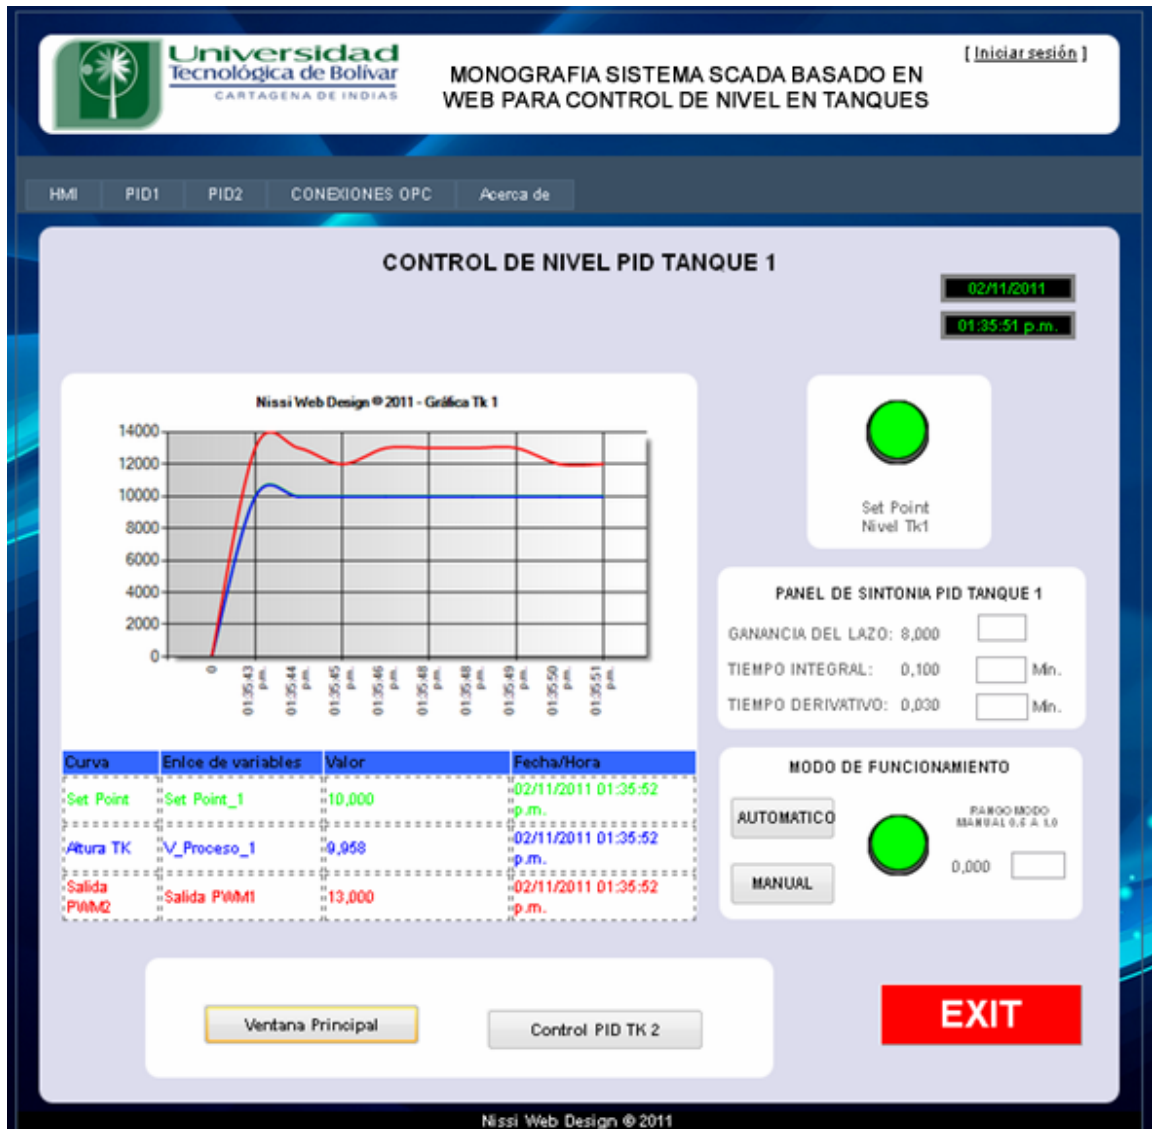 Universidad
Tecnológica de Bolívar
CARTAGENA DE INDIAS
MONOGRAFIA SISTEMA SCADA BASADO EN
WEB PARA CONTROL DE NIVEL EN TANQUES
[ Iniciar sesión ]
HMI PID1 PID2 CONEXIONES OPC Acerca de
CONTROL DE NIVEL PID TANQUE 1
02/11/2011
01:35:51 p.m.
Nissi Web Design © 2011 - Gráfica Tk 1
14000
12000
10000
8000
6000
4000
2000
0
0
01:35:43 p.m.
01:35:44 p.m.
01:35:45 p.m.
01:35:46 p.m.
01:35:48 p.m.
01:35:48 p.m.
01:35:49 p.m.
01:35:50 p.m.
01:35:51 p.m.
Set Point
Nivel Tk1
PANEL DE SINTONIA PID TANQUE 1
GANANCIA DEL LAZO: 8,000
TIEMPO INTEGRAL: 0,100 Min.
TIEMPO DERIVATIVO: 0,030 Min.
Curva Enlce de variables Valor Fecha/Hora
Set Point Set Point_1 10,000 02/11/2011 01:35:52 p.m.
Altura TK V_Proceso_1 9,958 02/11/2011 01:35:52 p.m.
Salida PWM2 Salida PWM1 13,000 02/11/2011 01:35:52 p.m.
MODO DE FUNCIONAMIENTO
AUTOMATICO
RANGO MODO
MANUAL 0,6 A 1,0
0,000
MANUAL
Ventana Principal
Control PID TK 2
EXIT
Nissi Web Design © 2011